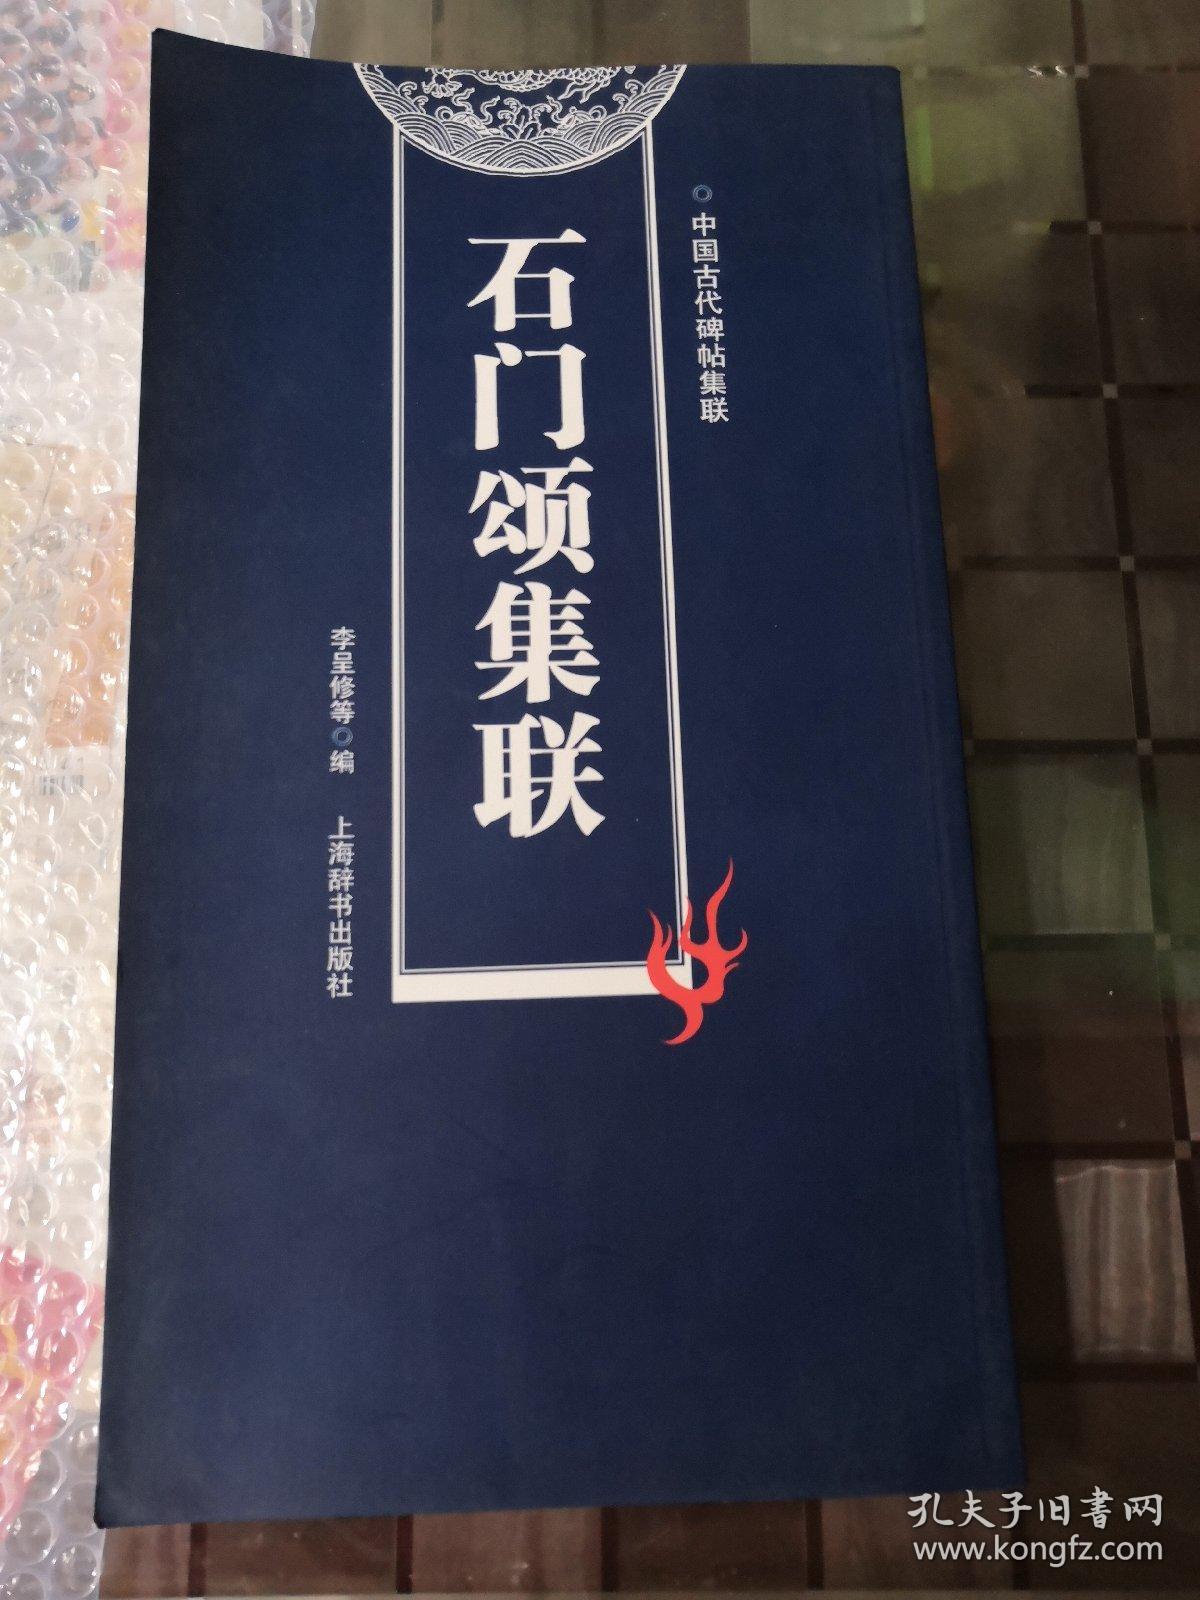 中国古代碑帖集联
石门颂集联
李呈修等◎编 上海辞书出版社
孔夫子旧書网
www.kongfz.com